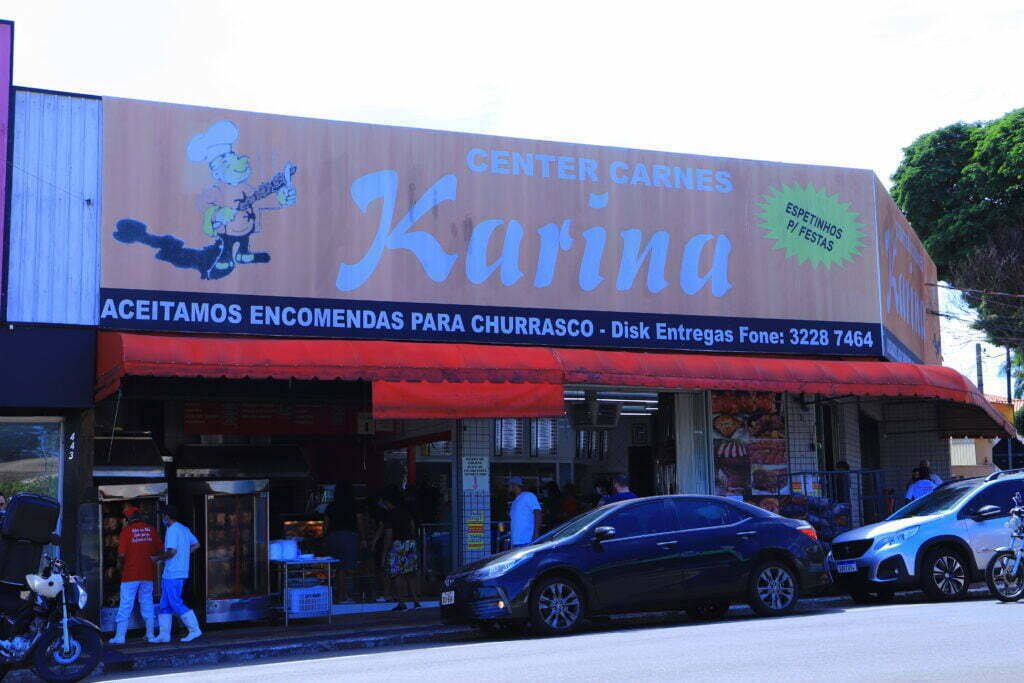 CENTER CARNES
Karina
ESPETINHOS
P/ FESTAS
ACEITAMOS ENCOMENDAS PARA CHURRASCO - Disk Entregas Fone: 3228 7464
Karina
443